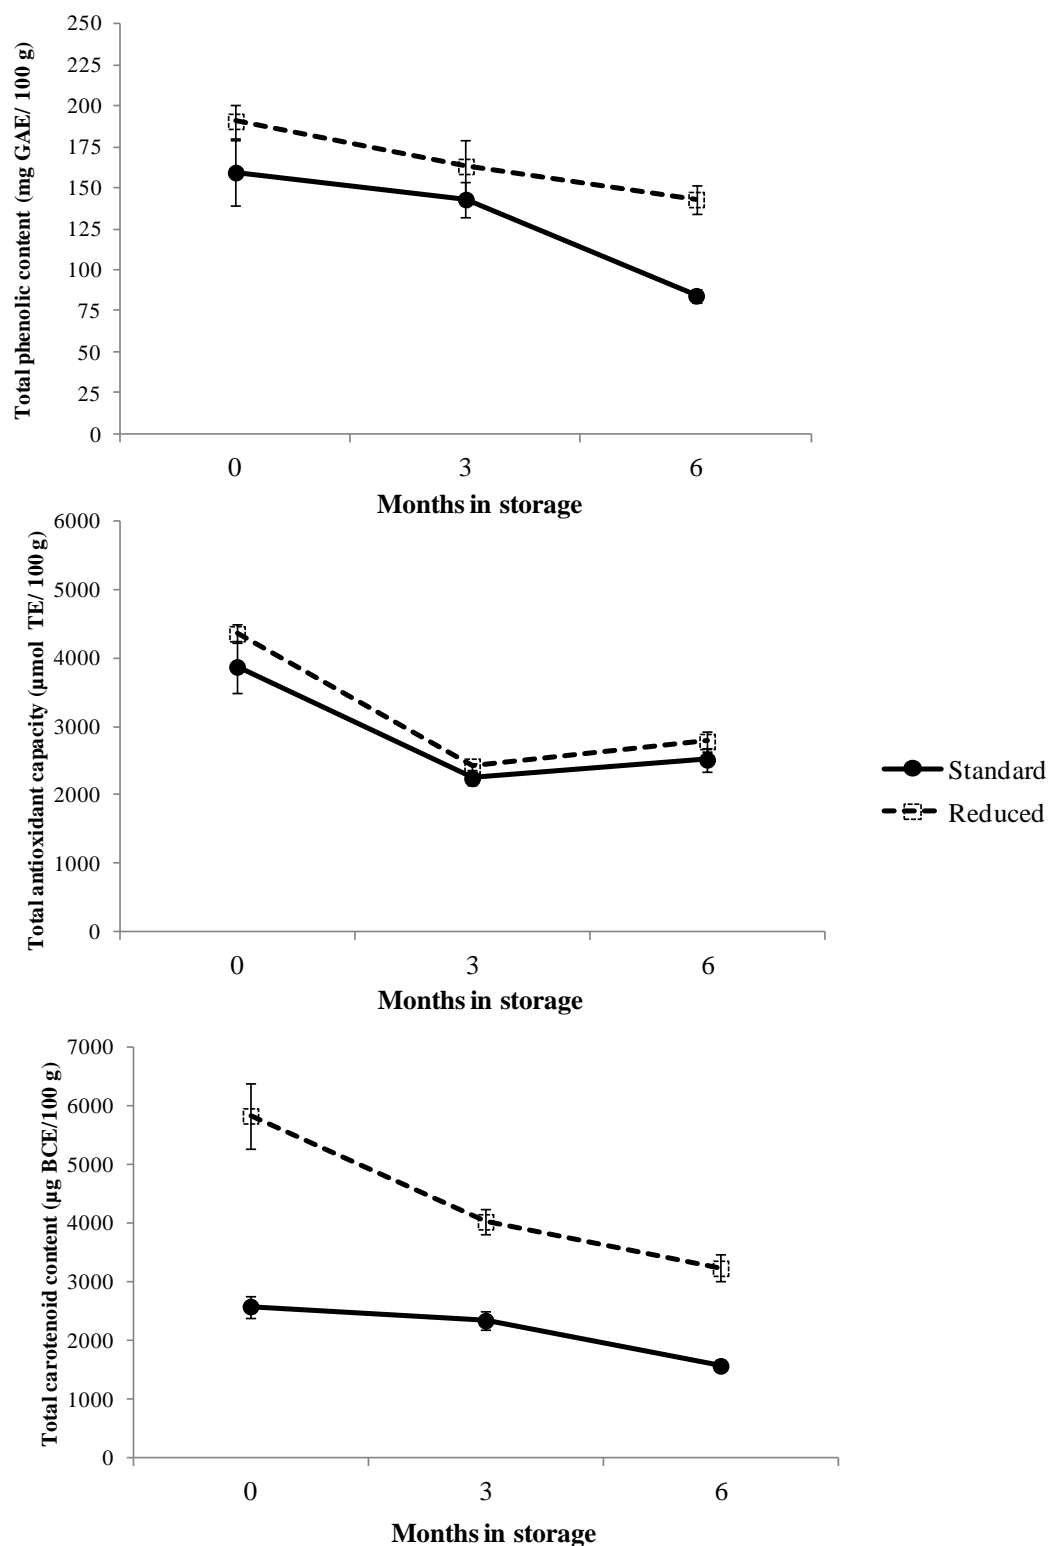 Total phenolic content (mg GAE/ 100 g)
250
225
200
175
150
125
100
75
50
25
0
0 3 6
Months in storage
Total antioxidant capacity (µmol TE/ 100 g)
6000
5000
4000
3000
2000
1000
0
0 3 6
Months in storage
Standard
Reduced
Total carotenoid content (µg BCE/100 g)
7000
6000
5000
4000
3000
2000
1000
0
0 3 6
Months in storage